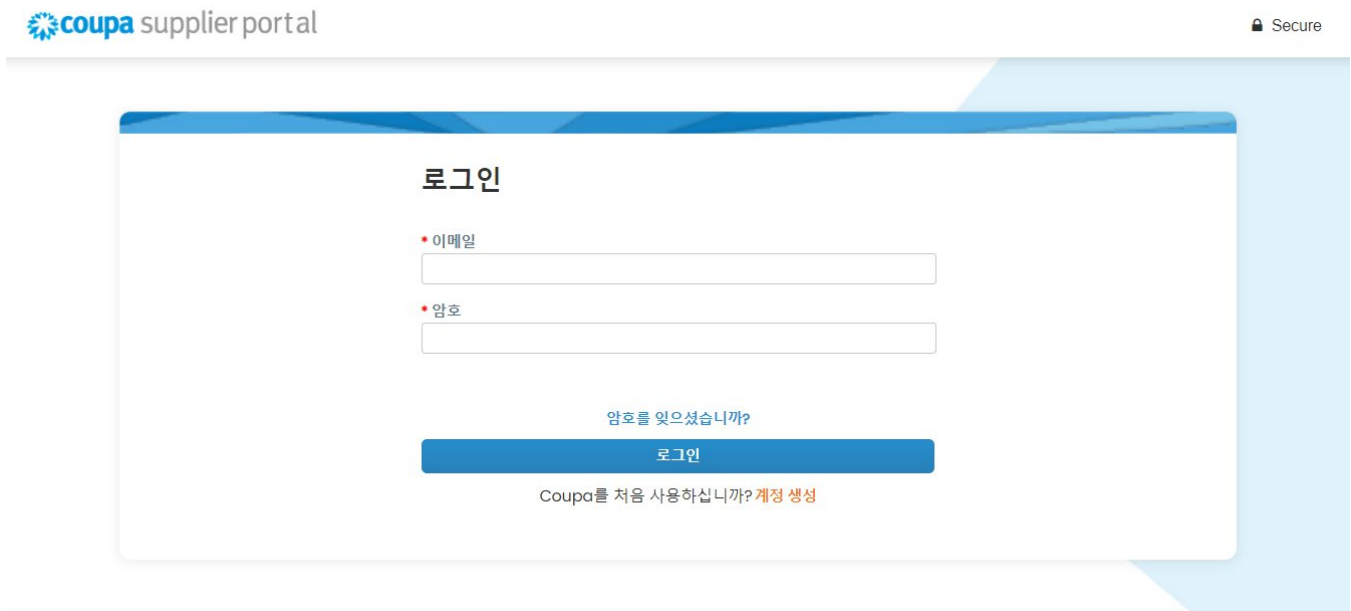 coupa supplier portal
Secure
로그인
* 이메일
* 암호
암호를 잊으셨습니까?
로그인
Coupa를 처음 사용하십니까? 계정 생성